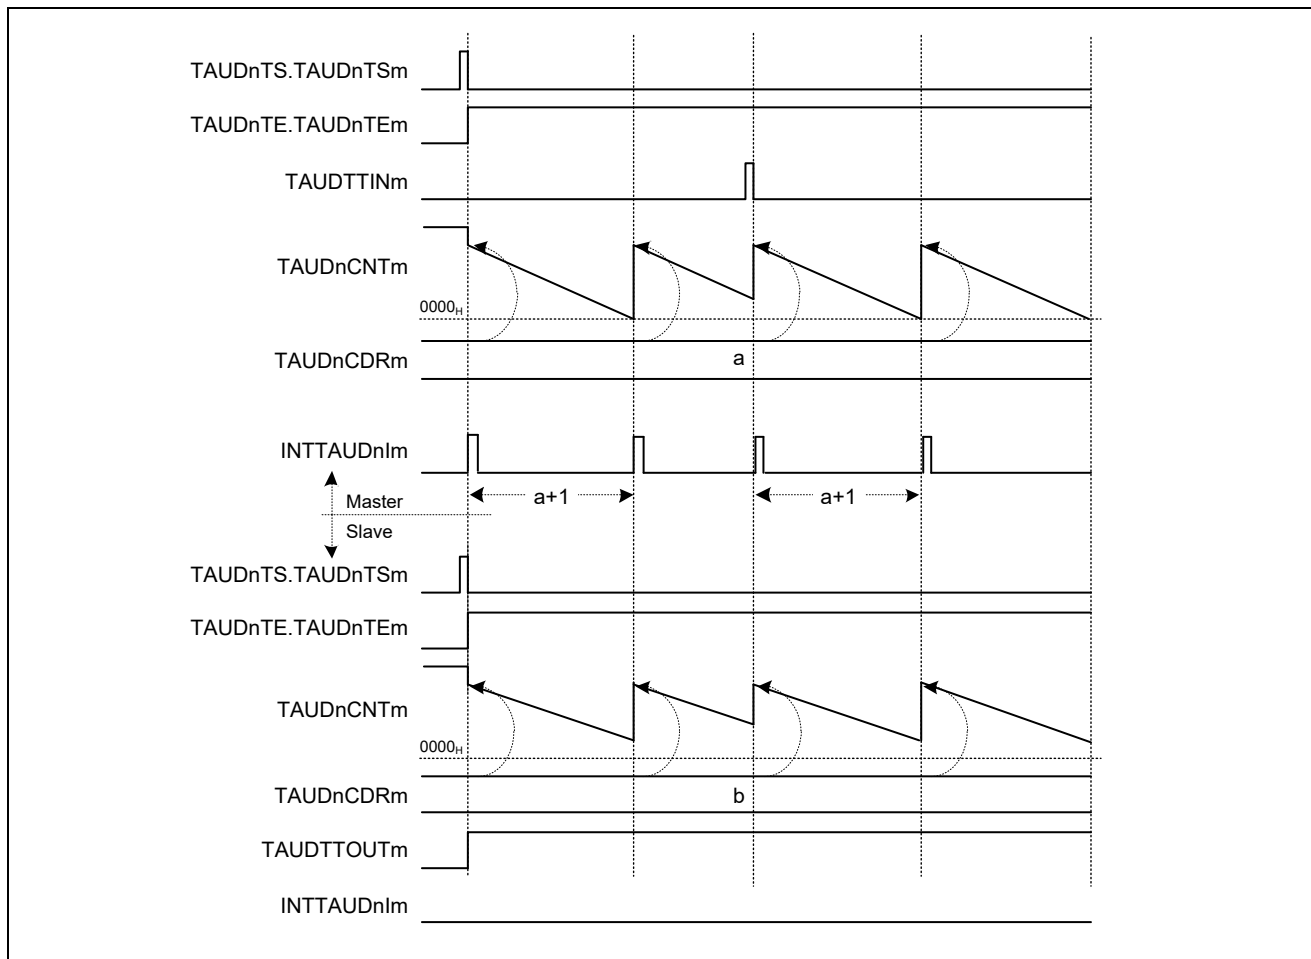 TAUDnTS.TAUDnTSm
TAUDnTE.TAUDnTEm
TAUDTTINm
TAUDnCNTm
0000H
TAUDnCDRm
a
INTTAUDnIm
a+1 a+1
Master
Slave
TAUDnTS.TAUDnTSm
TAUDnTE.TAUDnTEm
TAUDnCNTm
0000H
TAUDnCDRm
b
TAUDTTOUTm
INTTAUDnIm